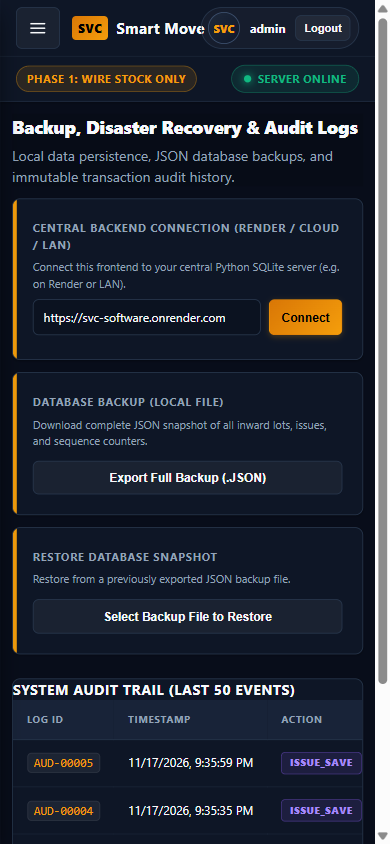 SVC Smart Move SVC admin Logout
PHASE 1: WIRE STOCK ONLY SERVER ONLINE
Backup, Disaster Recovery & Audit Logs
Local data persistence, JSON database backups, and
immutable transaction audit history.
CENTRAL BACKEND CONNECTION (RENDER / CLOUD
/ LAN)
Connect this frontend to your central Python SQLite server (e.g.
on Render or LAN).
https://svc-software.onrender.com Connect
DATABASE BACKUP (LOCAL FILE)
Download complete JSON snapshot of all inward lots, issues,
and sequence counters.
Export Full Backup (.JSON)
RESTORE DATABASE SNAPSHOT
Restore from a previously exported JSON backup file.
Select Backup File to Restore
SYSTEM AUDIT TRAIL (LAST 50 EVENTS)
LOG ID TIMESTAMP ACTION
AUD-00005 11/17/2026, 9:35:59 PM ISSUE_SAVE
AUD-00004 11/17/2026, 9:35:35 PM ISSUE_SAVE